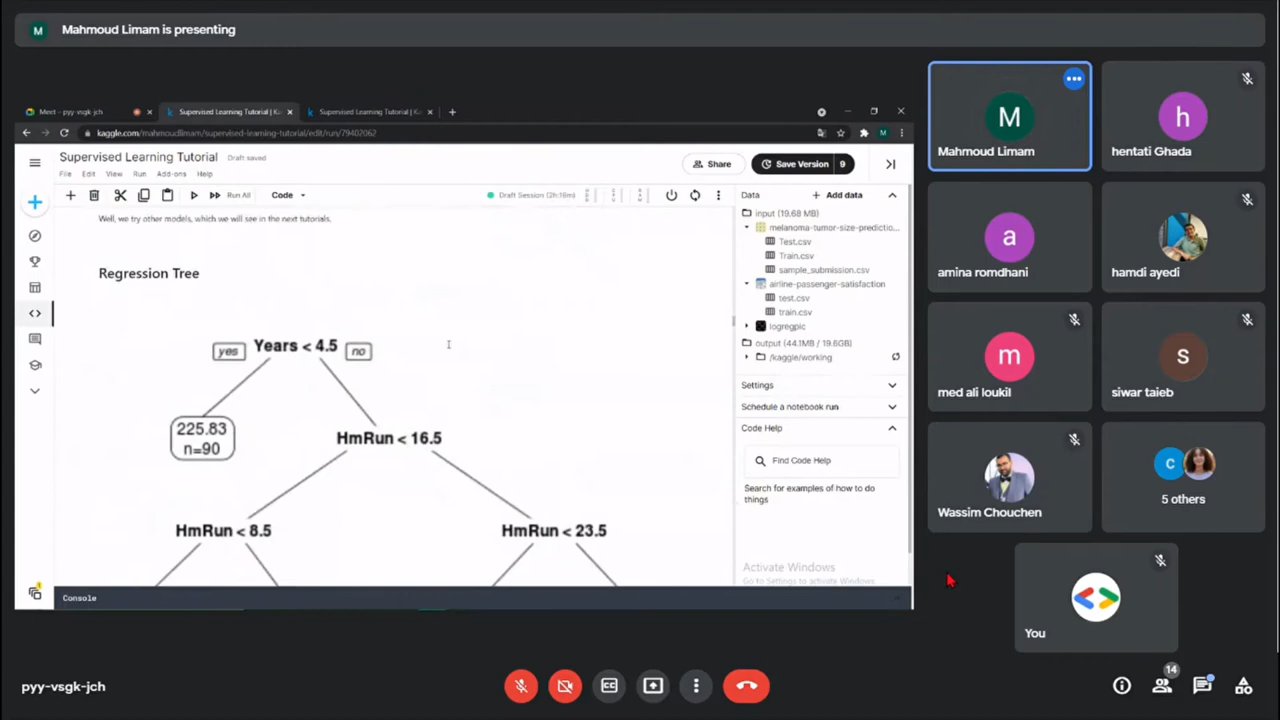 M
Mahmoud Limam is presenting
Meet - pyy-vsgk-jch
Supervised Learning Tutorial | Ka
Supervised Learning Tutorial | Ka
kaggle.com/mahmoudlimam/supervised-learning-tutorial/edit/run/79402062
M
Supervised Learning Tutorial
Draft saved
Share
Save Version
9
File
Edit
View
Run
Add-ons
Help
Run All
Code
Draft Session (2h:19m)
Data
Add data
Well, we try other models, which we will see in the next tutorials.
Regression Tree
Years < 4.5
yes
no
225.83
n=90
HmRun < 16.5
HmRun < 8.5
HmRun < 23.5
input (19.68 MB)
melanoma-tumor-size-predictio...
Test.csv
Train.csv
sample_submission.csv
airline-passenger-satisfaction
test.csv
train.csv
logregpic
output (44.1MB / 19.6GB)
/kaggle/working
Settings
Schedule a notebook run
Code Help
Find Code Help
Search for examples of how to do
things
Activate Windows
Go to Settings to activate Windows.
Console
M
Mahmoud Limam
h
hentati Ghada
a
amina romdhani
hamdi ayedi
m
med ali loukil
s
siwar taieb
Wassim Chouchen
c
5 others
You
pyy-vsgk-jch
CC
14